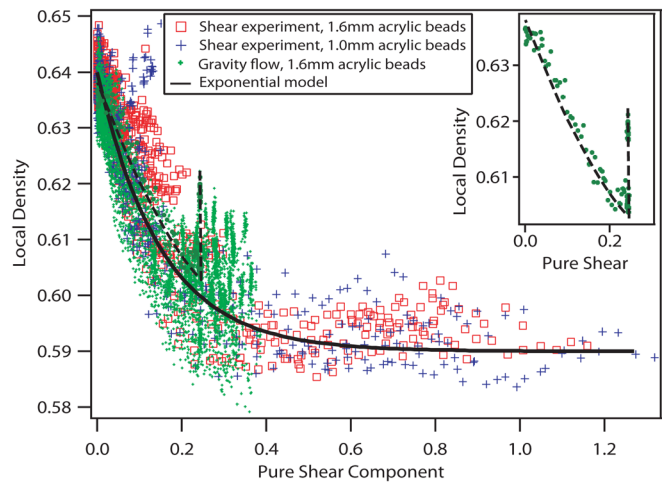 Shear experiment, 1.6mm acrylic beads
Shear experiment, 1.0mm acrylic beads
Gravity flow, 1.6mm acrylic beads
Exponential model
0.65
0.64
0.63
0.62
0.61
0.60
0.59
0.58
Local Density
0.0
0.2
0.4
0.6
0.8
1.0
1.2
Pure Shear Component
0.63
0.62
0.61
Local Density
0.0
0.2
Pure Shear